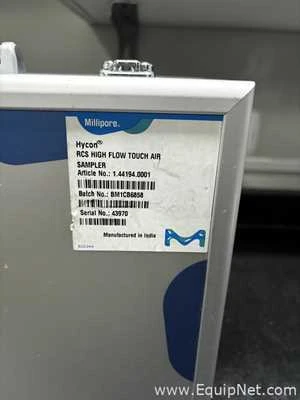 Millipore®
Hycon®
RCS HIGH FLOW TOUCH AIR
SAMPLER
Article No.: 1.44194.0001
Batch No.: BM1CB6858
Serial No.: 43970
Manufactured in India
© www.EquipNet.com